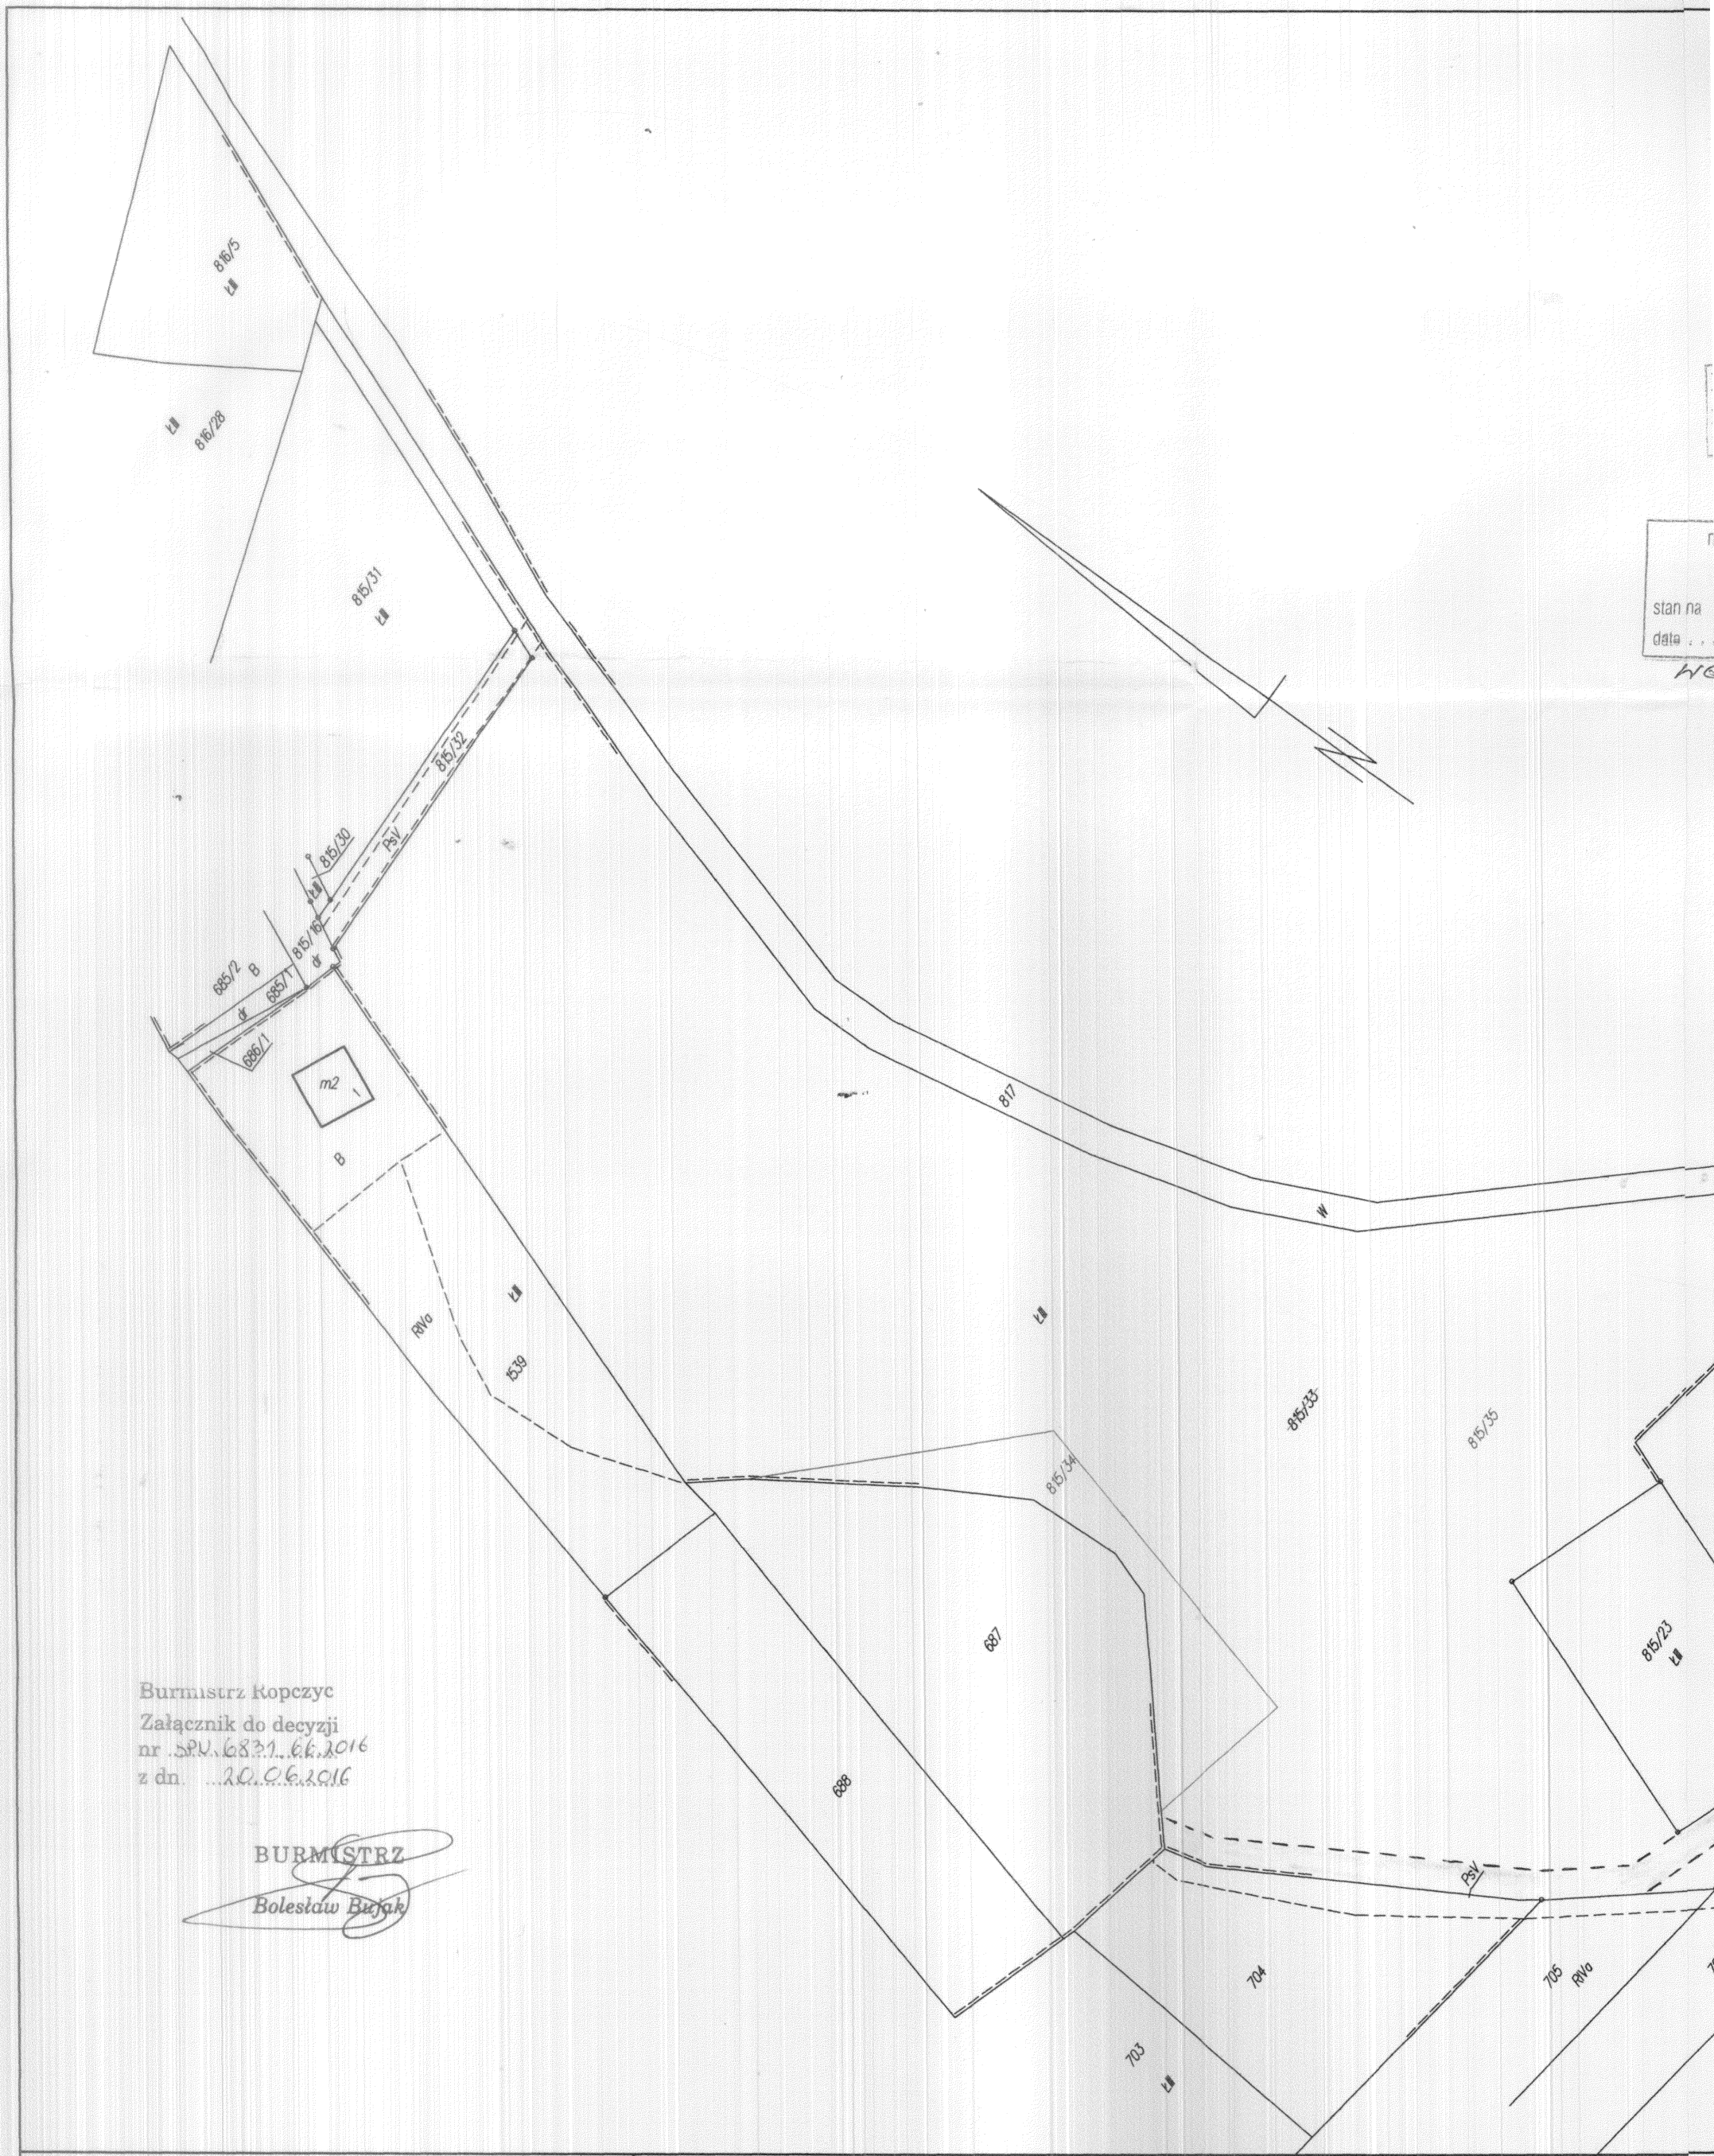 816/5
ŁII
ŁII
816/28
815/31
ŁII
stan na
data . . .
815/32
PsV
815/30
815/16
dr
685/2
B
685/1
dr
686/1
m2
1
B
817
W
ŁII
RIVa
1539
ŁII
815/33
815/35
815/34
687
815/23
ŁII
688
Burmistrz Ropczyc
Załącznik do decyzji
nr SPN.6831.66.2016
z dn. 20.06.2016
BURMISTRZ
Bolesław Bujak
PsV
704
705
RIVa
703
ŁII